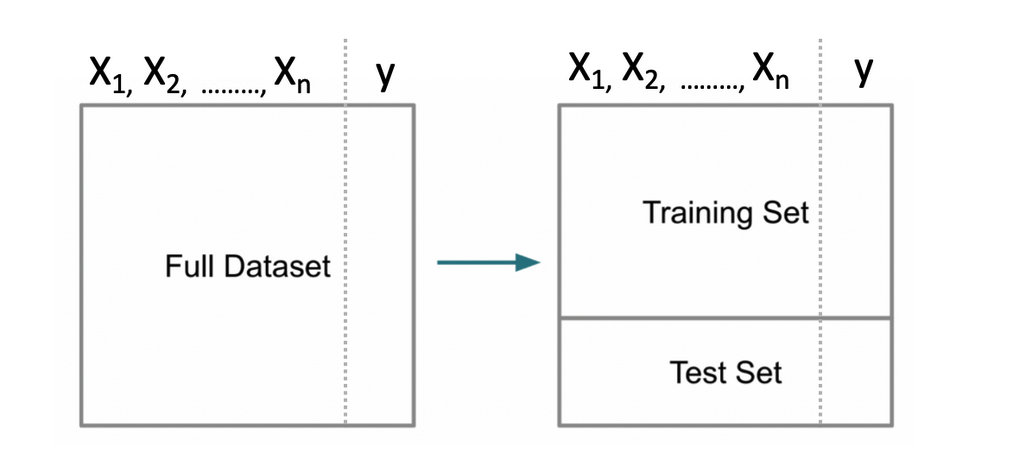 X₁, X₂, ........., Xₙ y
X₁, X₂, ........., Xₙ y
Full Dataset
Training Set
Test Set